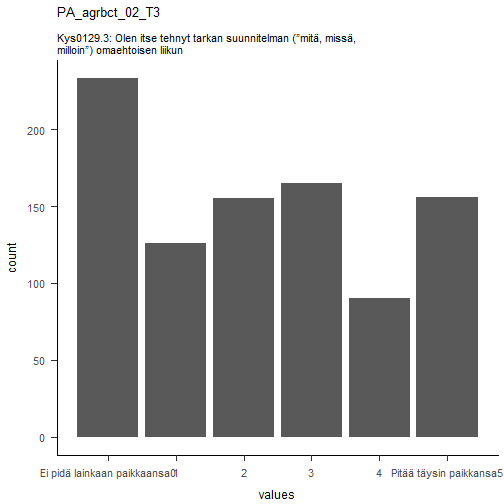 PA_agrbct_02_T3
Kys0129.3: Olen itse tehnyt tarkan suunnitelman ("mitä, missä,
milloin") omaehtoisen liikun
200
150
100
50
0
count
Ei pidä lainkaan paikkaansa0 1 2 3 4 Pitää täysin paikkansa5
values